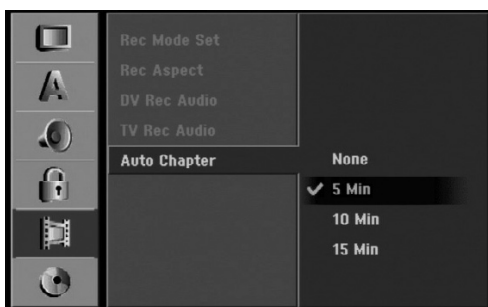 Rec Mode Set
Rec Aspect
DV Rec Audio
TV Rec Audio
Auto Chapter
None
5 Min
10 Min
15 Min
A